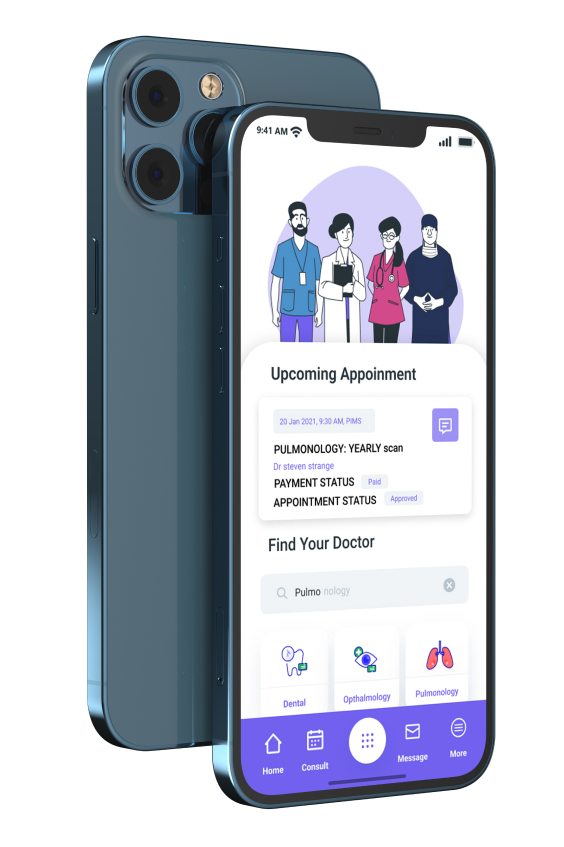 9:41 AM
Upcoming Appoinment
20 Jan 2021, 9:30 AM, PIMS
PULMONOLOGY: YEARLY scan
Dr steven strange
PAYMENT STATUS Paid
APPOINTMENT STATUS Approved
Find Your Doctor
Pulmo nology
Dental Opthalmology Pulmonology
Home Consult Message More